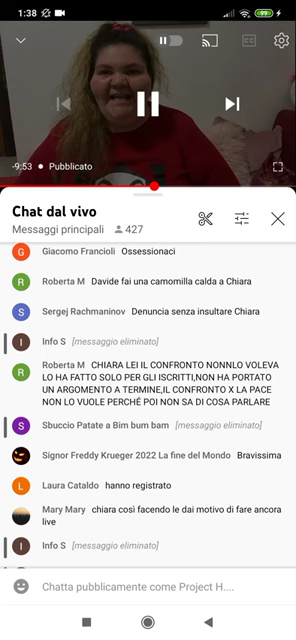 1:38
99
CC
-9:53 • Pubblicato
Chat dal vivo
Messaggi principali 427
G Giacomo Francioli Ossessionaci
R Roberta M Davide fai una camomilla calda a Chiara
S Sergej Rachmaninov Denuncia senza insultare Chiara
I Info S [messaggio eliminato]
R Roberta M CHIARA LEI IL CONFRONTO NONNLO VOLEVA
LO HA FATTO SOLO PER GLI ISCRITTI,NON HA PORTATO
UN ARGOMENTO A TERMINE,IL CONFRONTO X LA PACE
NON LO VUOLE PERCHÉ POI NON SA DI COSA PARLARE
S Sbuccio Patate a Bim bum bam [messaggio eliminato]
Signor Freddy Krueger 2022 La fine del Mondo Bravissima
L Laura Cataldo hanno registrato
Mary Mary chiara così facendo le dai motivo di fare ancora
live
I Info S [messaggio eliminato]
Chatta pubblicamente come Project H....